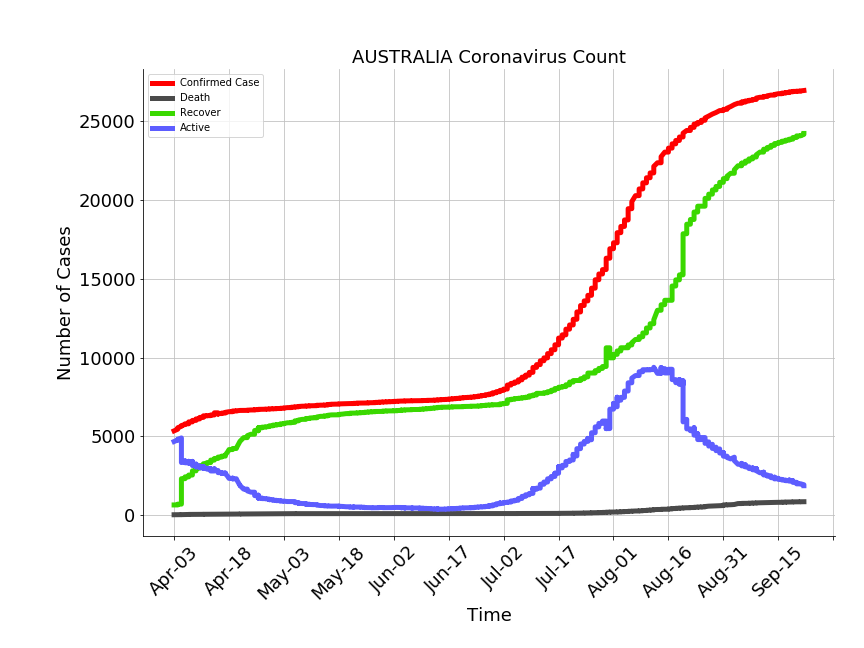 AUSTRALIA Coronavirus Count
Confirmed Case
Death
Recover
Active
25000
20000
15000
10000
5000
0
Number of Cases
Apr-03
Apr-18
May-03
May-18
Jun-02
Jun-17
Jul-02
Jul-17
Aug-01
Aug-16
Aug-31
Sep-15
Time